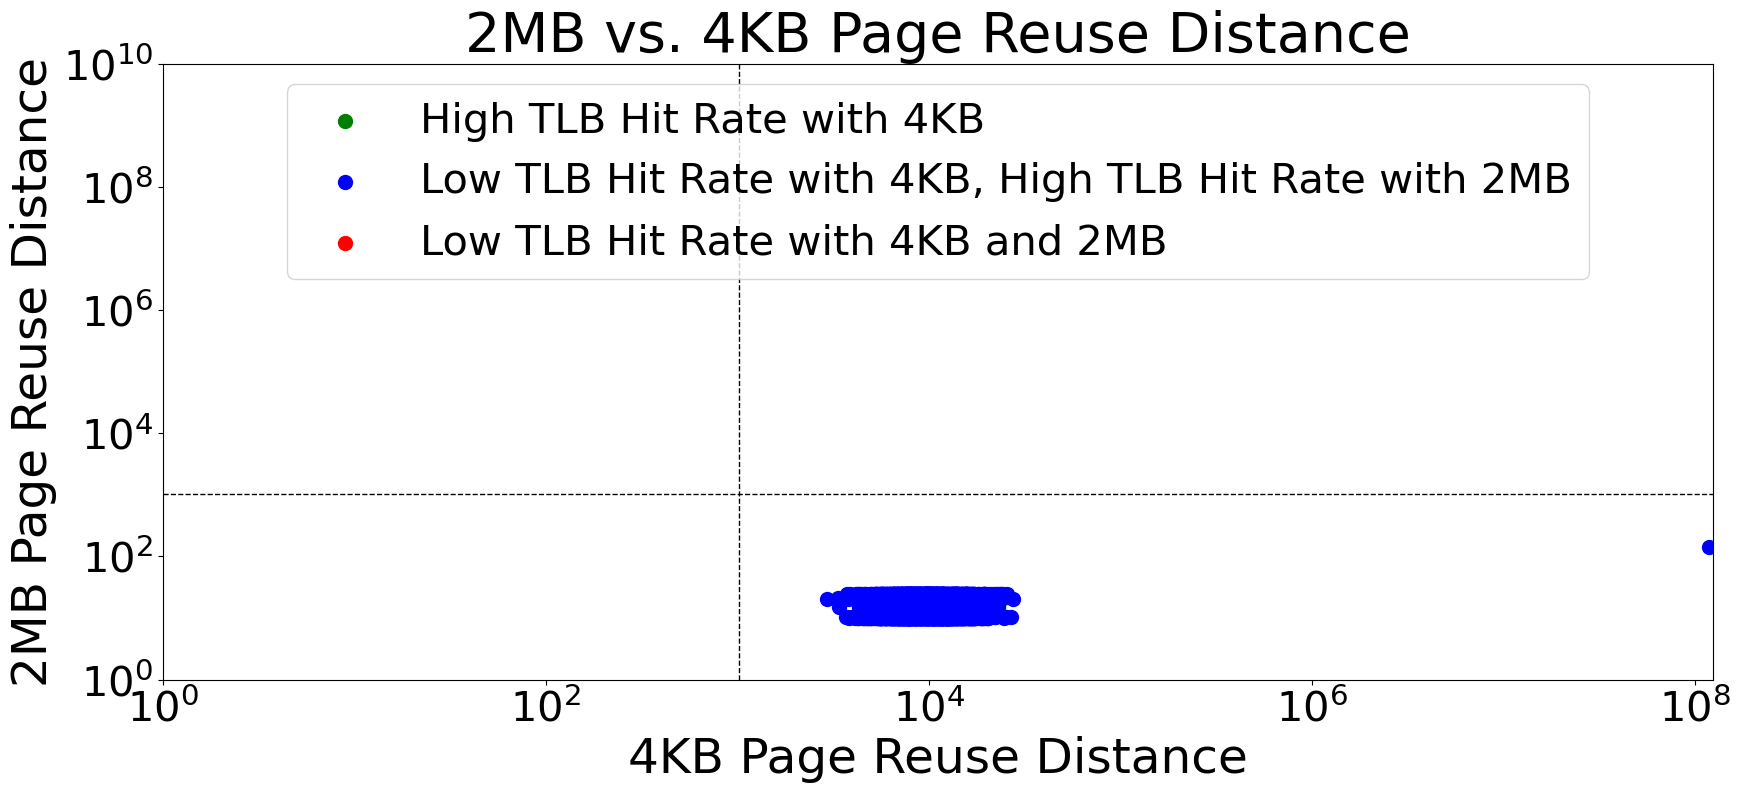 2MB vs. 4KB Page Reuse Distance
2MB Page Reuse Distance
10^10
10^8
10^6
10^4
10^2
10^0
High TLB Hit Rate with 4KB
Low TLB Hit Rate with 4KB, High TLB Hit Rate with 2MB
Low TLB Hit Rate with 4KB and 2MB
10^0 10^2 10^4 10^6 10^8
4KB Page Reuse Distance